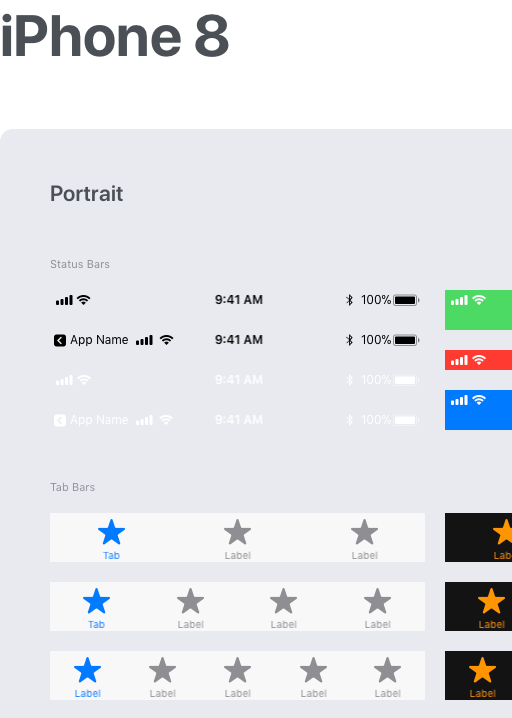 iPhone 8
Portrait
Status Bars
9:41 AM 100%
App Name 9:41 AM 100%
9:41 AM 100%
App Name 9:41 AM 100%
Tab Bars
Tab Label Label Lab
Tab Label Label Label Label
Label Label Label Label Label Label